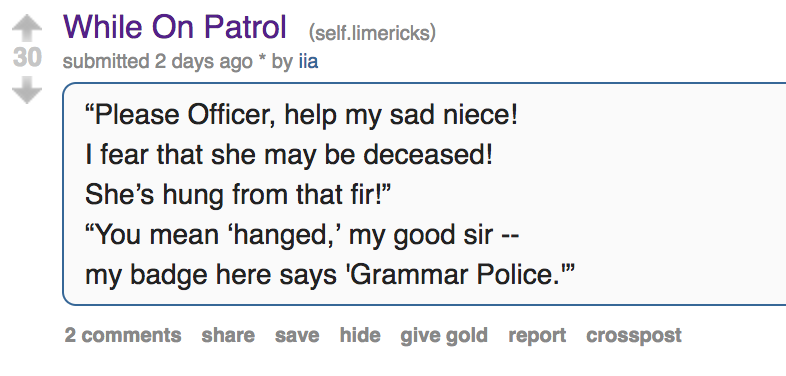 While On Patrol (self.limericks)
30
submitted 2 days ago * by iia
“Please Officer, help my sad niece!
I fear that she may be deceased!
She’s hung from that fir!”
“You mean ‘hanged,’ my good sir --
my badge here says 'Grammar Police.'”
2 comments share save hide give gold report crosspost